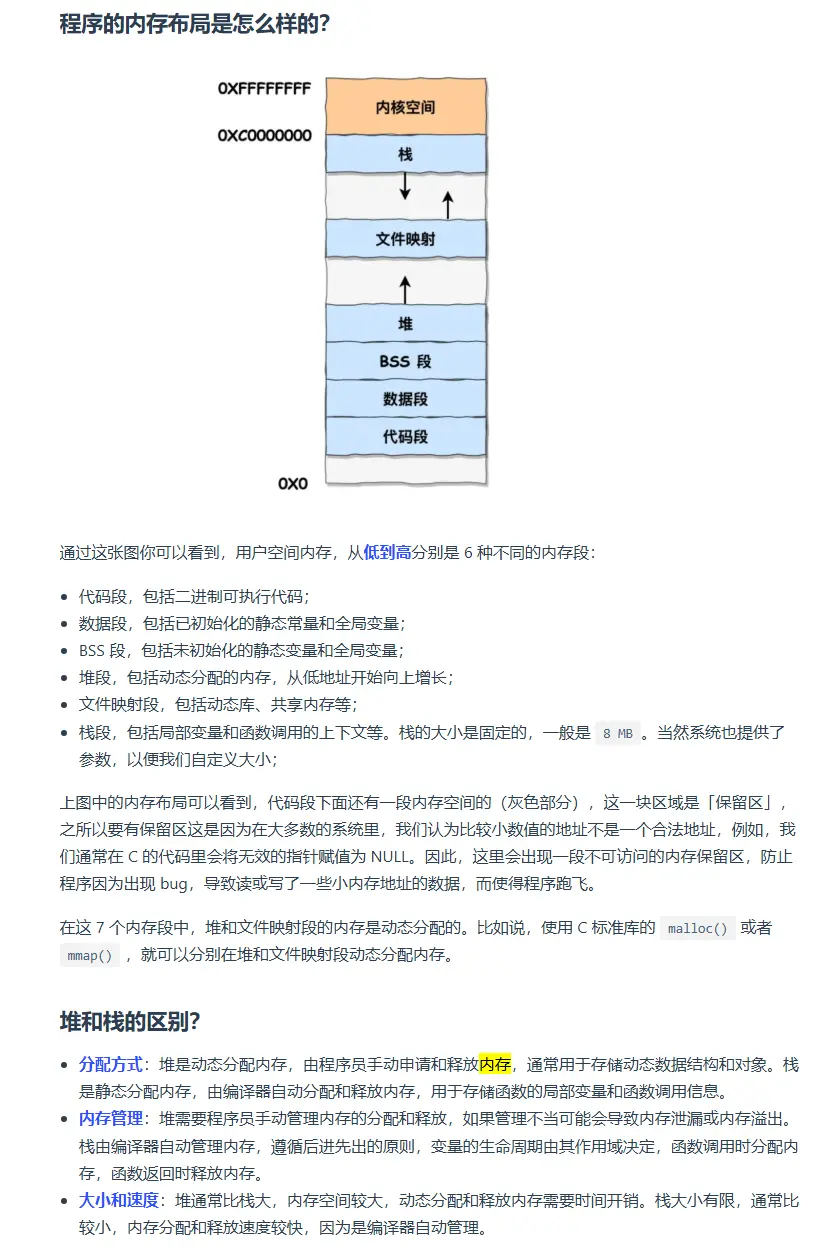 程序的内存布局是怎么样的?
0XFFFFFFFF
内核空间
0XC0000000
栈
文件映射
堆
BSS 段
数据段
代码段
0X0
通过这张图你可以看到，用户空间内存，从低到高分别是 6 种不同的内存段：
代码段，包括二进制可执行代码；
数据段，包括已初始化的静态常量和全局变量；
BSS 段，包括未初始化的静态变量和全局变量；
堆段，包括动态分配的内存，从低地址开始向上增长；
文件映射段，包括动态库、共享内存等；
栈段，包括局部变量和函数调用的上下文等。栈的大小是固定的，一般是 8 MB 。当然系统也提供了
参数，以便我们自定义大小；
上图中的内存布局可以看到，代码段下面还有一段内存空间的（灰色部分），这一块区域是「保留区」，
之所以要有保留区这是因为在大多数的系统里，我们认为比较小数值的地址不是一个合法地址，例如，我
们通常在 C 的代码里会将无效的指针赋值为 NULL。因此，这里会出现一段不可访问的内存保留区，防止
程序因为出现 bug，导致读或写了一些小内存地址的数据，而使得程序跑飞。
在这 7 个内存段中，堆和文件映射段的内存是动态分配的。比如说，使用 C 标准库的 malloc() 或者
mmap() ，就可以分别在堆和文件映射段动态分配内存。
堆和栈的区别?
分配方式：堆是动态分配内存，由程序员手动申请和释放内存，通常用于存储动态数据结构和对象。栈
是静态分配内存，由编译器自动分配和释放内存，用于存储函数的局部变量和函数调用信息。
内存管理：堆需要程序员手动管理内存的分配和释放，如果管理不当可能会导致内存泄漏或内存溢出。
栈由编译器自动管理内存，遵循后进先出的原则，变量的生命周期由其作用域决定，函数调用时分配内
存，函数返回时释放内存。
大小和速度：堆通常比栈大，内存空间较大，动态分配和释放内存需要时间开销。栈大小有限，通常比
较小，内存分配和释放速度较快，因为是编译器自动管理。